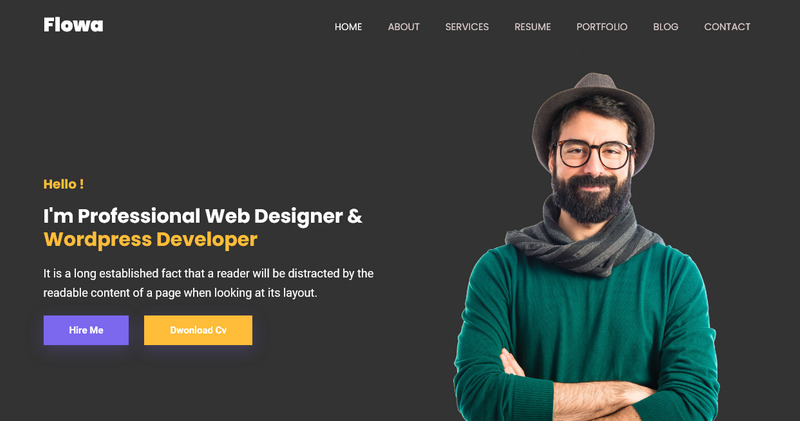 Flowa
HOME ABOUT SERVICES RESUME PORTFOLIO BLOG CONTACT
Hello !
I'm Professional Web Designer &
Wordpress Developer
It is a long established fact that a reader will be distracted by the
readable content of a page when looking at its layout.
Hire Me Dwonload Cv